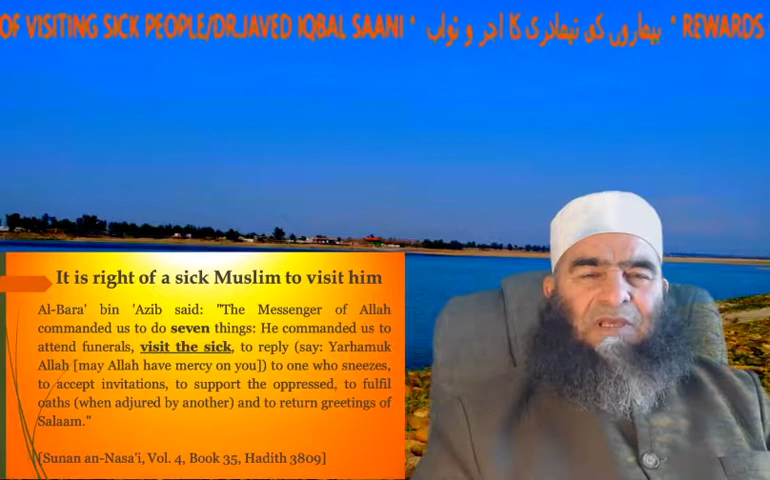 OF VISITING SICK PEOPLE/DR.JAVED IQBAL SAANI * بیماروں کی تیمارداری کا اجر و ثواب * REWARDS
It is right of a sick Muslim to visit him
Al-Bara' bin 'Azib said: "The Messenger of Allah
commanded us to do seven things: He commanded us to
attend funerals, visit the sick, to reply (say: Yarhamuk
Allah [may Allah have mercy on you]) to one who sneezes,
to accept invitations, to support the oppressed, to fulfil
oaths (when adjured by another) and to return greetings of
Salaam."
[Sunan an-Nasa'i, Vol. 4, Book 35, Hadith 3809]